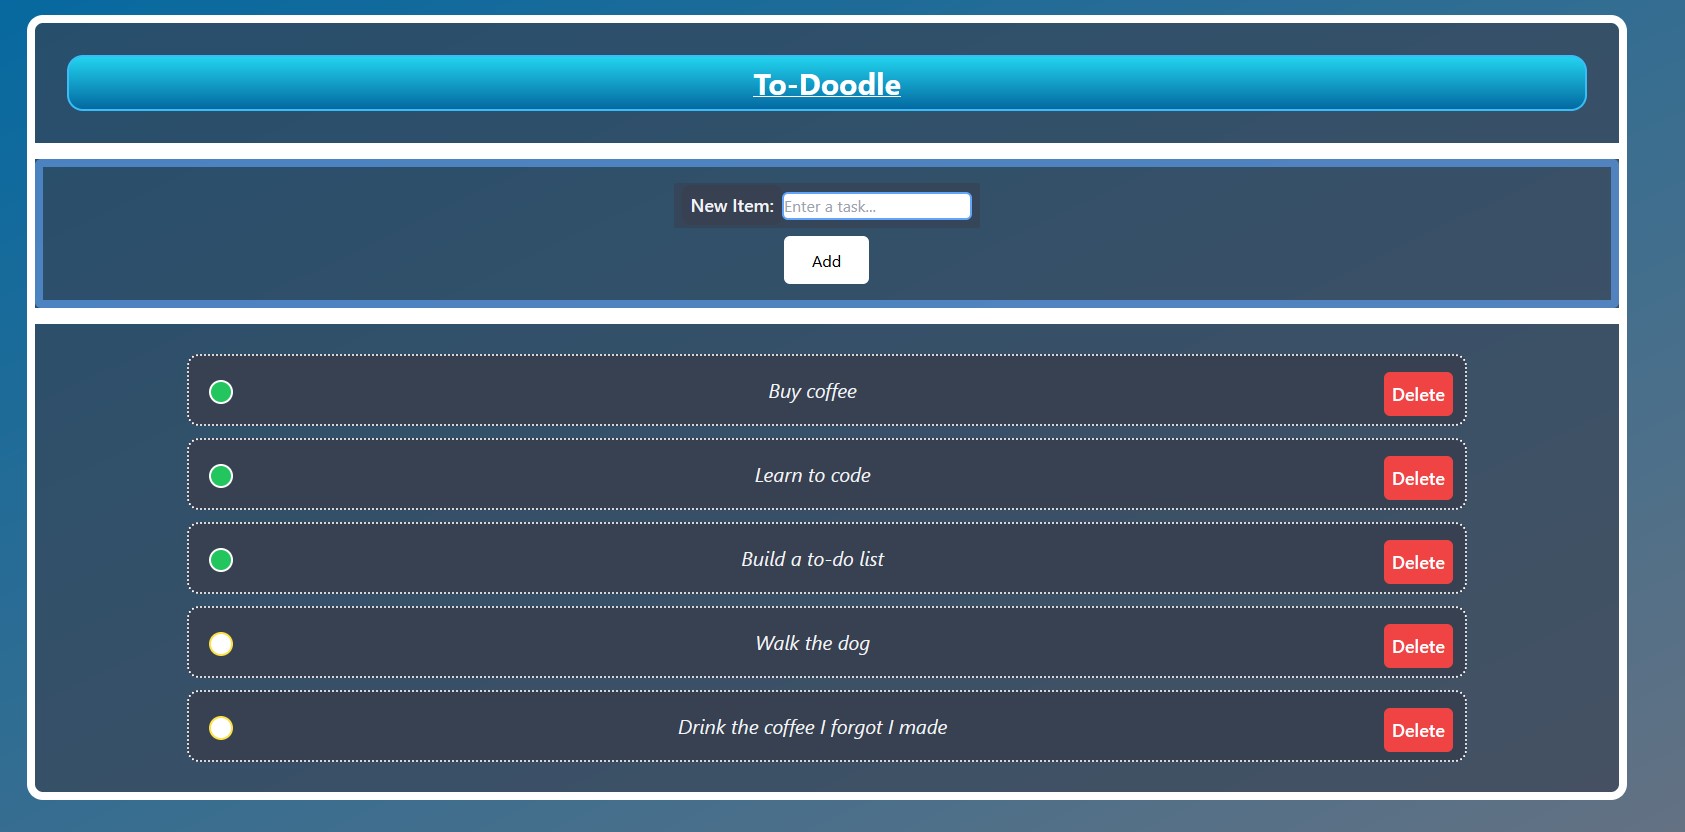 To-Doodle
New Item: Enter a task...
Add
Buy coffee Delete
Learn to code Delete
Build a to-do list Delete
Walk the dog Delete
Drink the coffee I forgot I made Delete